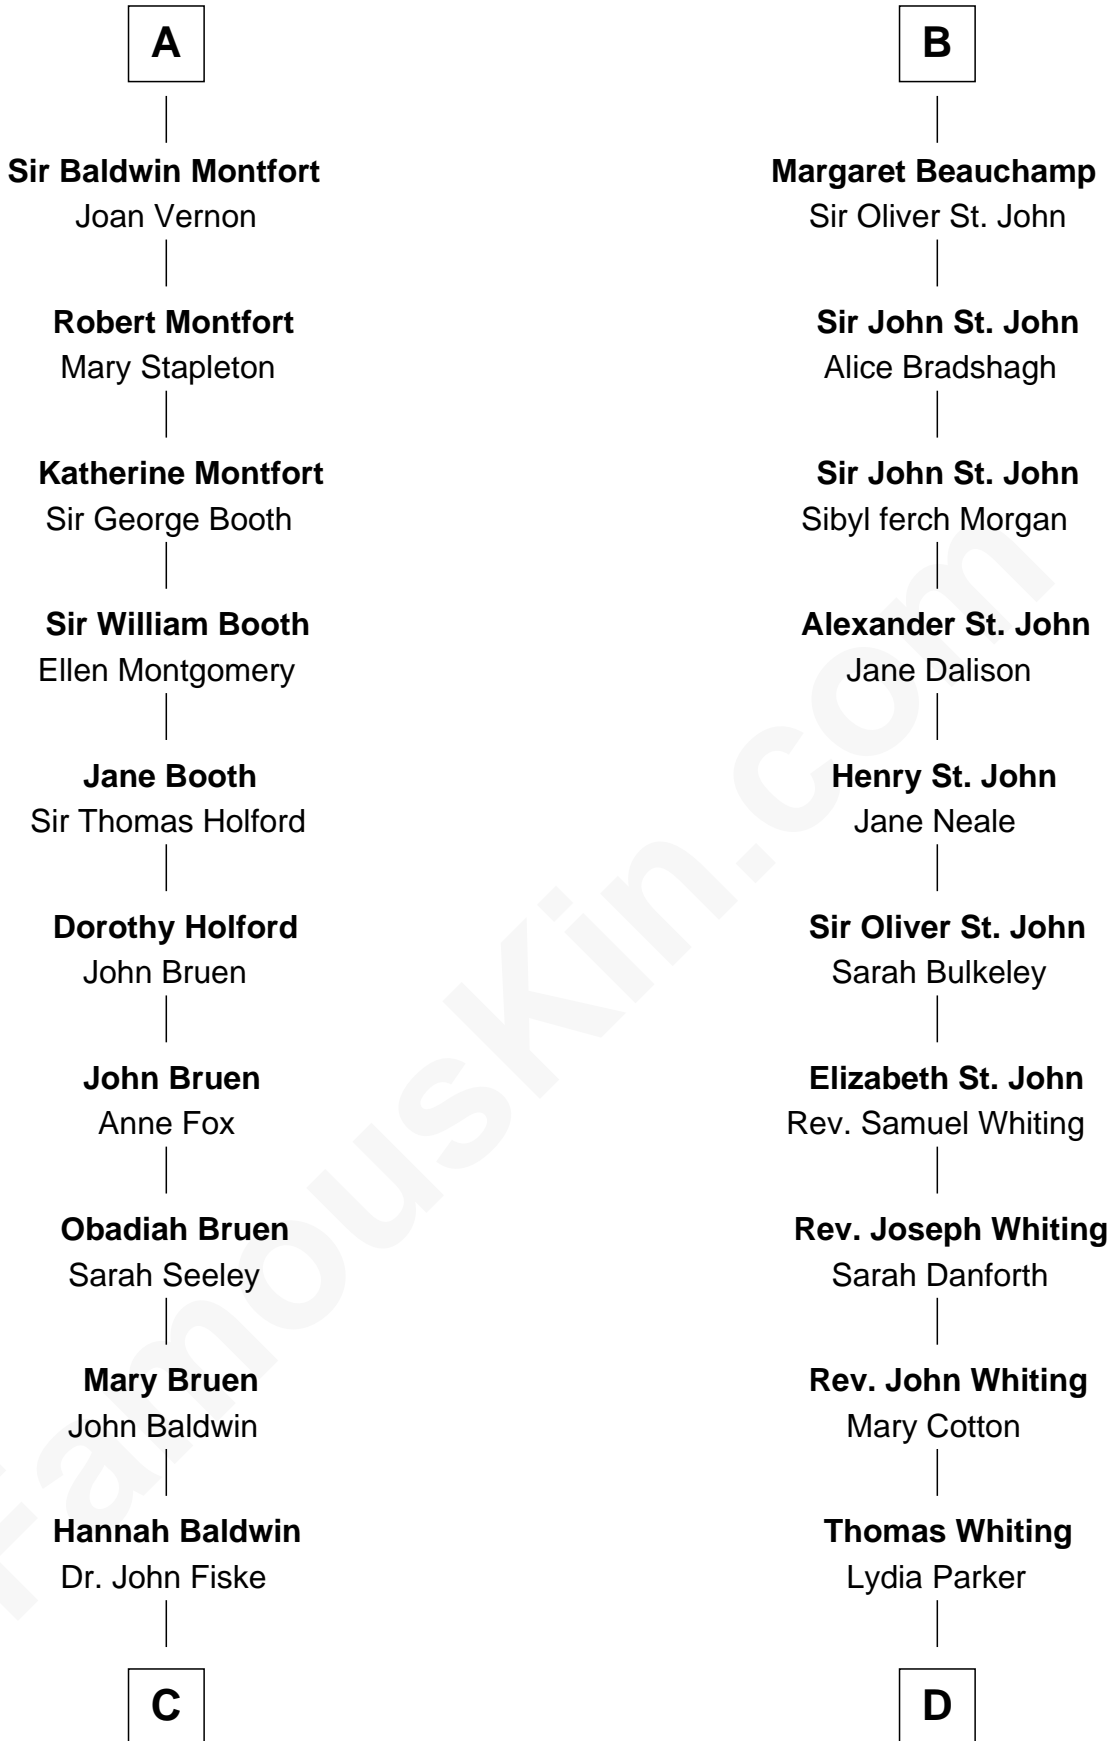 A
Sir Baldwin Montfort
Joan Vernon
Robert Montfort
Mary Stapleton
Katherine Montfort
Sir George Booth
Sir William Booth
Ellen Montgomery
Jane Booth
Sir Thomas Holford
Dorothy Holford
John Bruen
John Bruen
Anne Fox
Obadiah Bruen
Sarah Seeley
Mary Bruen
John Baldwin
Hannah Baldwin
Dr. John Fiske
C
B
Margaret Beauchamp
Sir Oliver St. John
Sir John St. John
Alice Bradshagh
Sir John St. John
Sibyl ferch Morgan
Alexander St. John
Jane Dalison
Henry St. John
Jane Neale
Sir Oliver St. John
Sarah Bulkeley
Elizabeth St. John
Rev. Samuel Whiting
Rev. Joseph Whiting
Sarah Danforth
Rev. John Whiting
Mary Cotton
Thomas Whiting
Lydia Parker
D
FamousKin.com